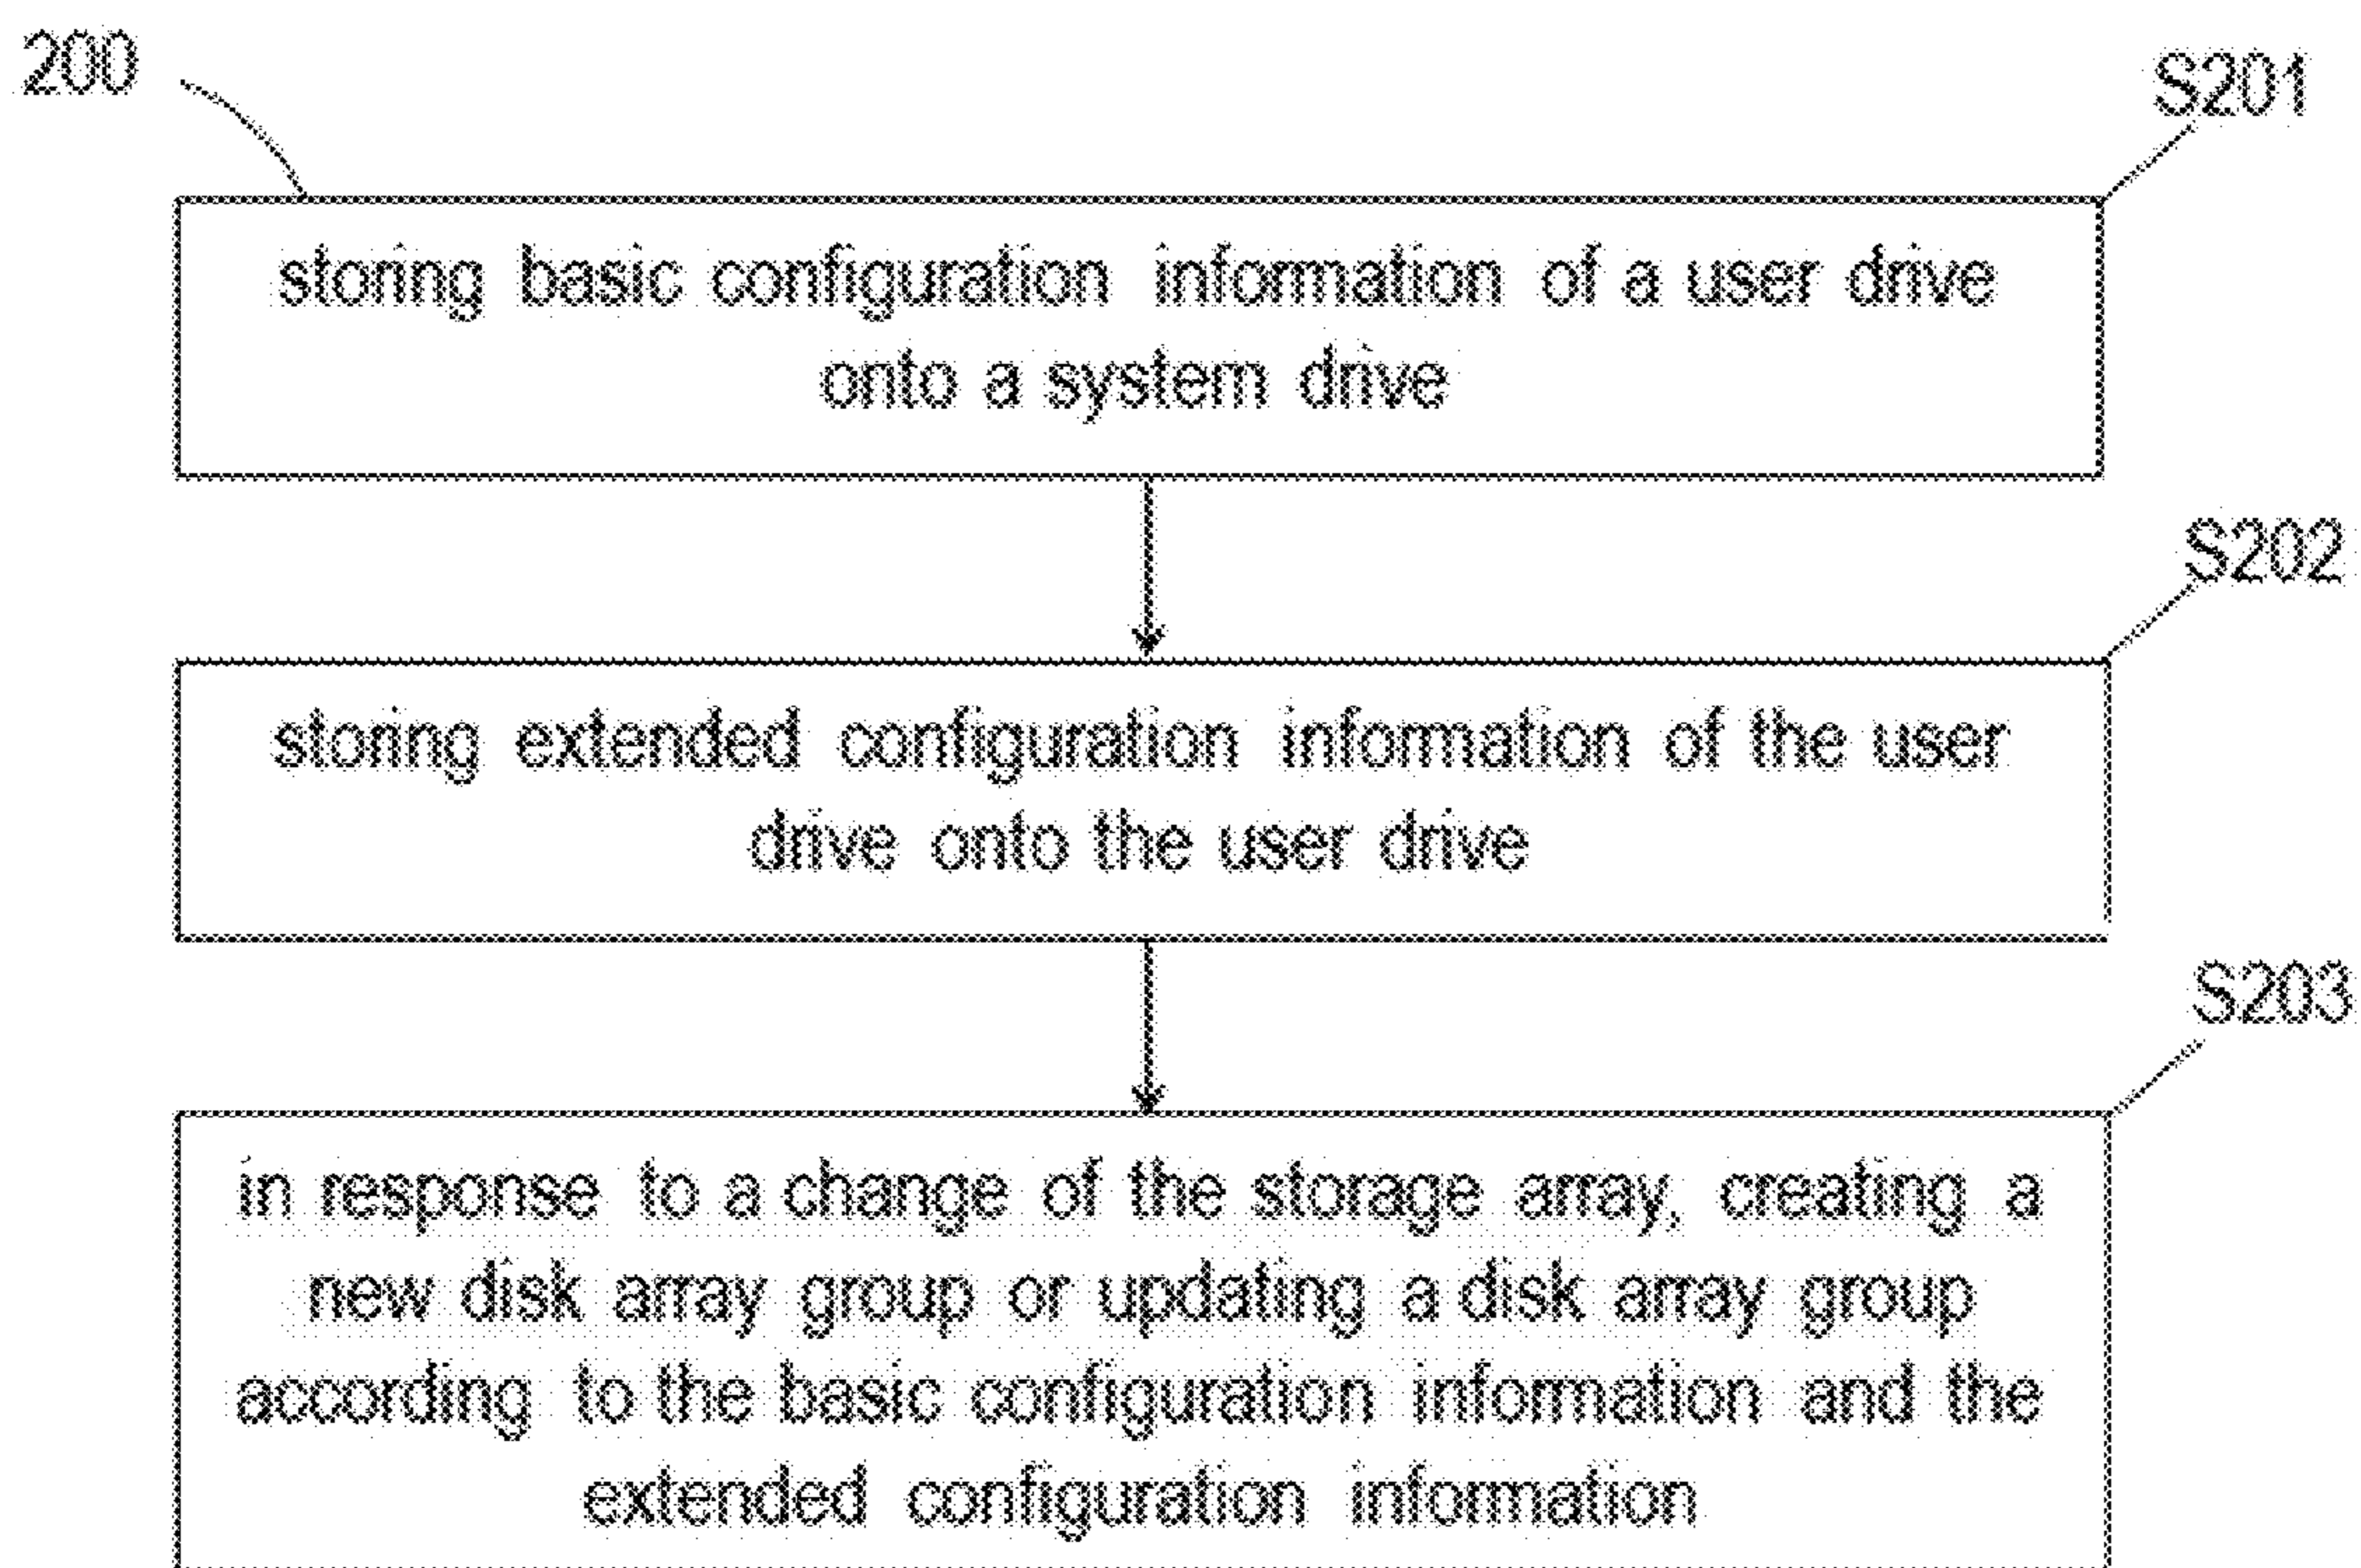 200
S201
storing basic configuration information of a user drive
onto a system drive
S202
storing extended configuration information of the user
drive onto the user drive
S203
in response to a change of the storage array, creating a
new disk array group or updating a disk array group
according to the basic configuration information and the
extended configuration information